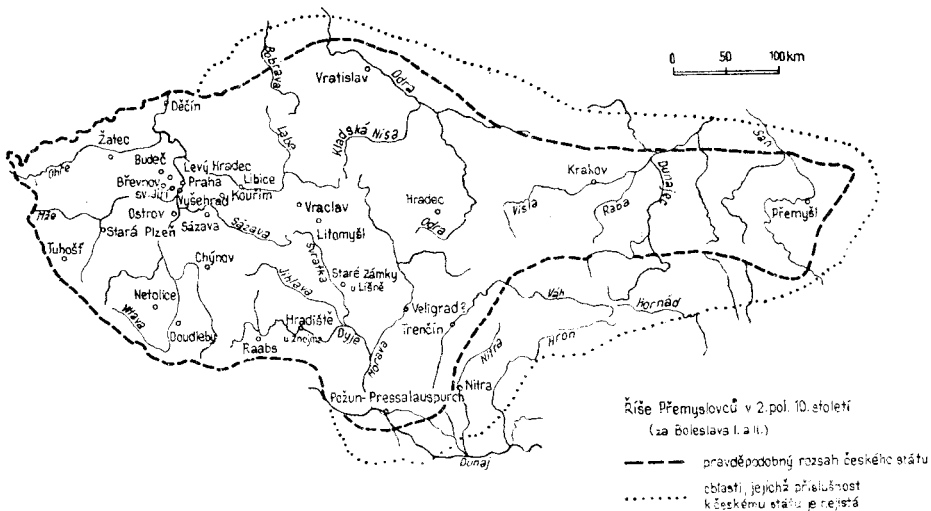 0 50 100km
Bobrava
Vratislav
Odra
Děčín
Žatec
Labe
Kladská Nisa
Ohře
Budeč
Levý Hradec
Břevnov
Praha
Libice
sv. Jiří
Vyšehrad
Kouřim
Ostrov
Sázava
Mže
Stará Plzeň
Tuhošť
Sázava
Vraclav
Litomyšl
Hradec
Odra
Krakov
Visla
Raba
Dunajec
San
Přemyšl
Chýnov
Jihlava
Svratka
Staré Zámky
u Líšně
Netolice
Vltava
Doudleby
Hradiště
u Znojma
Raabs
Dyje
Morava
Veligrad
Trenčín
Váh
Hornád
Hron
Nitra
Nitra
Požun-Pressalauspurch
Dunaj
Říše Přemyslovců v 2.pol. 10. století
(za Boleslava I. a II.)
pravděpodobný rozsah českého státu
oblasti, jejichž příslušnost
k českému státu je nejistá